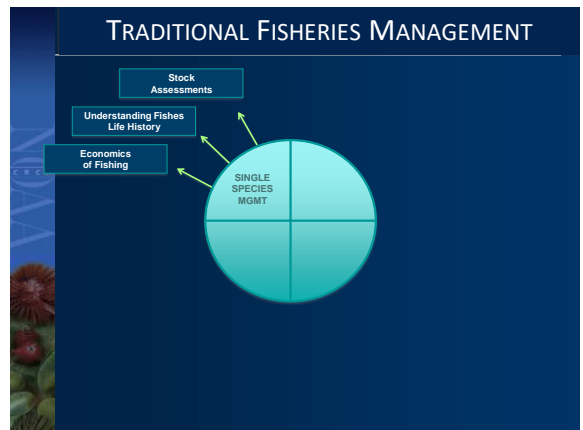 TRADITIONAL FISHERIES MANAGEMENT
Stock
Assessments
Understanding Fishes
Life History
Economics
of Fishing
SINGLE
SPECIES
MGMT